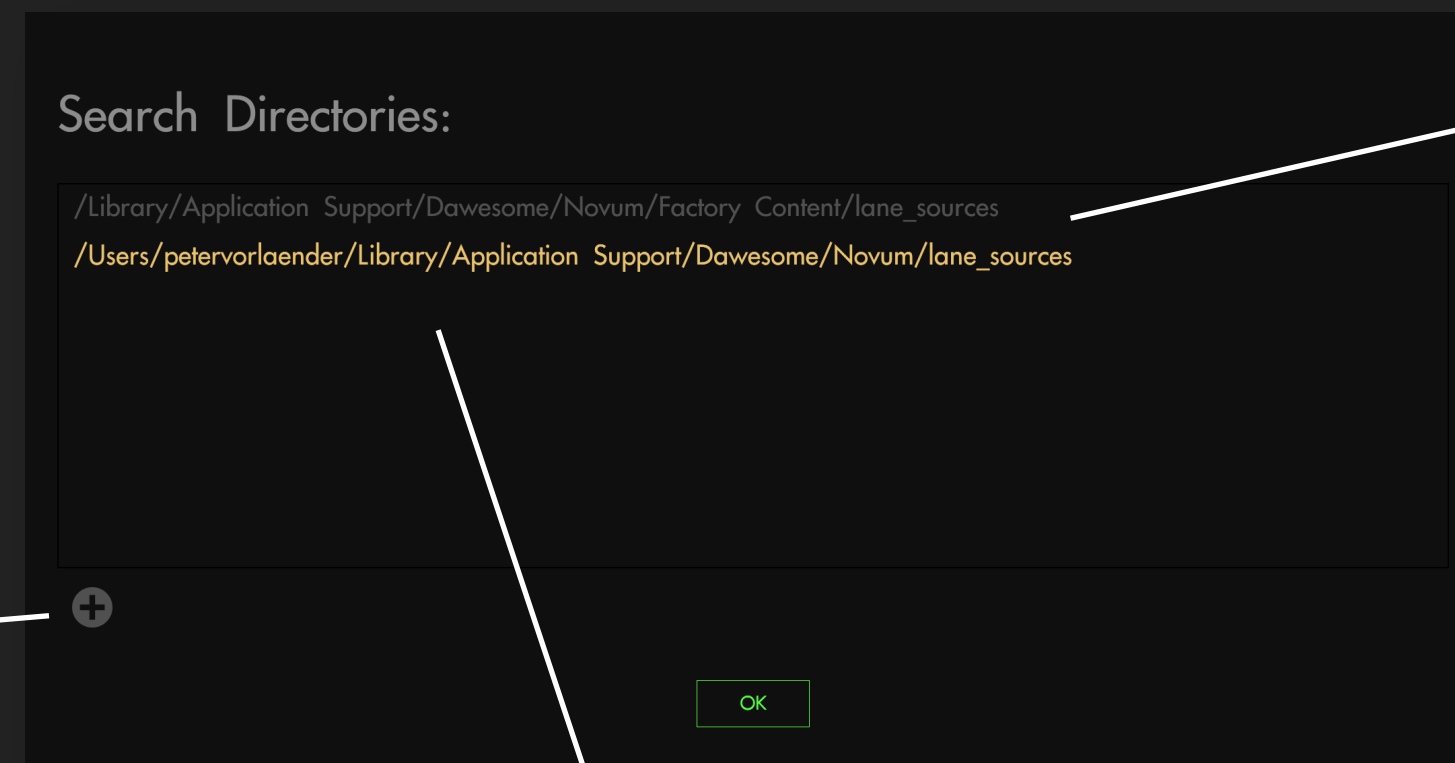 Search Directories:
/Library/Application Support/Dawesome/Novum/Factory Content/lane_sources
/Users/petervorlaender/Library/Application Support/Dawesome/Novum/lane_sources
OK